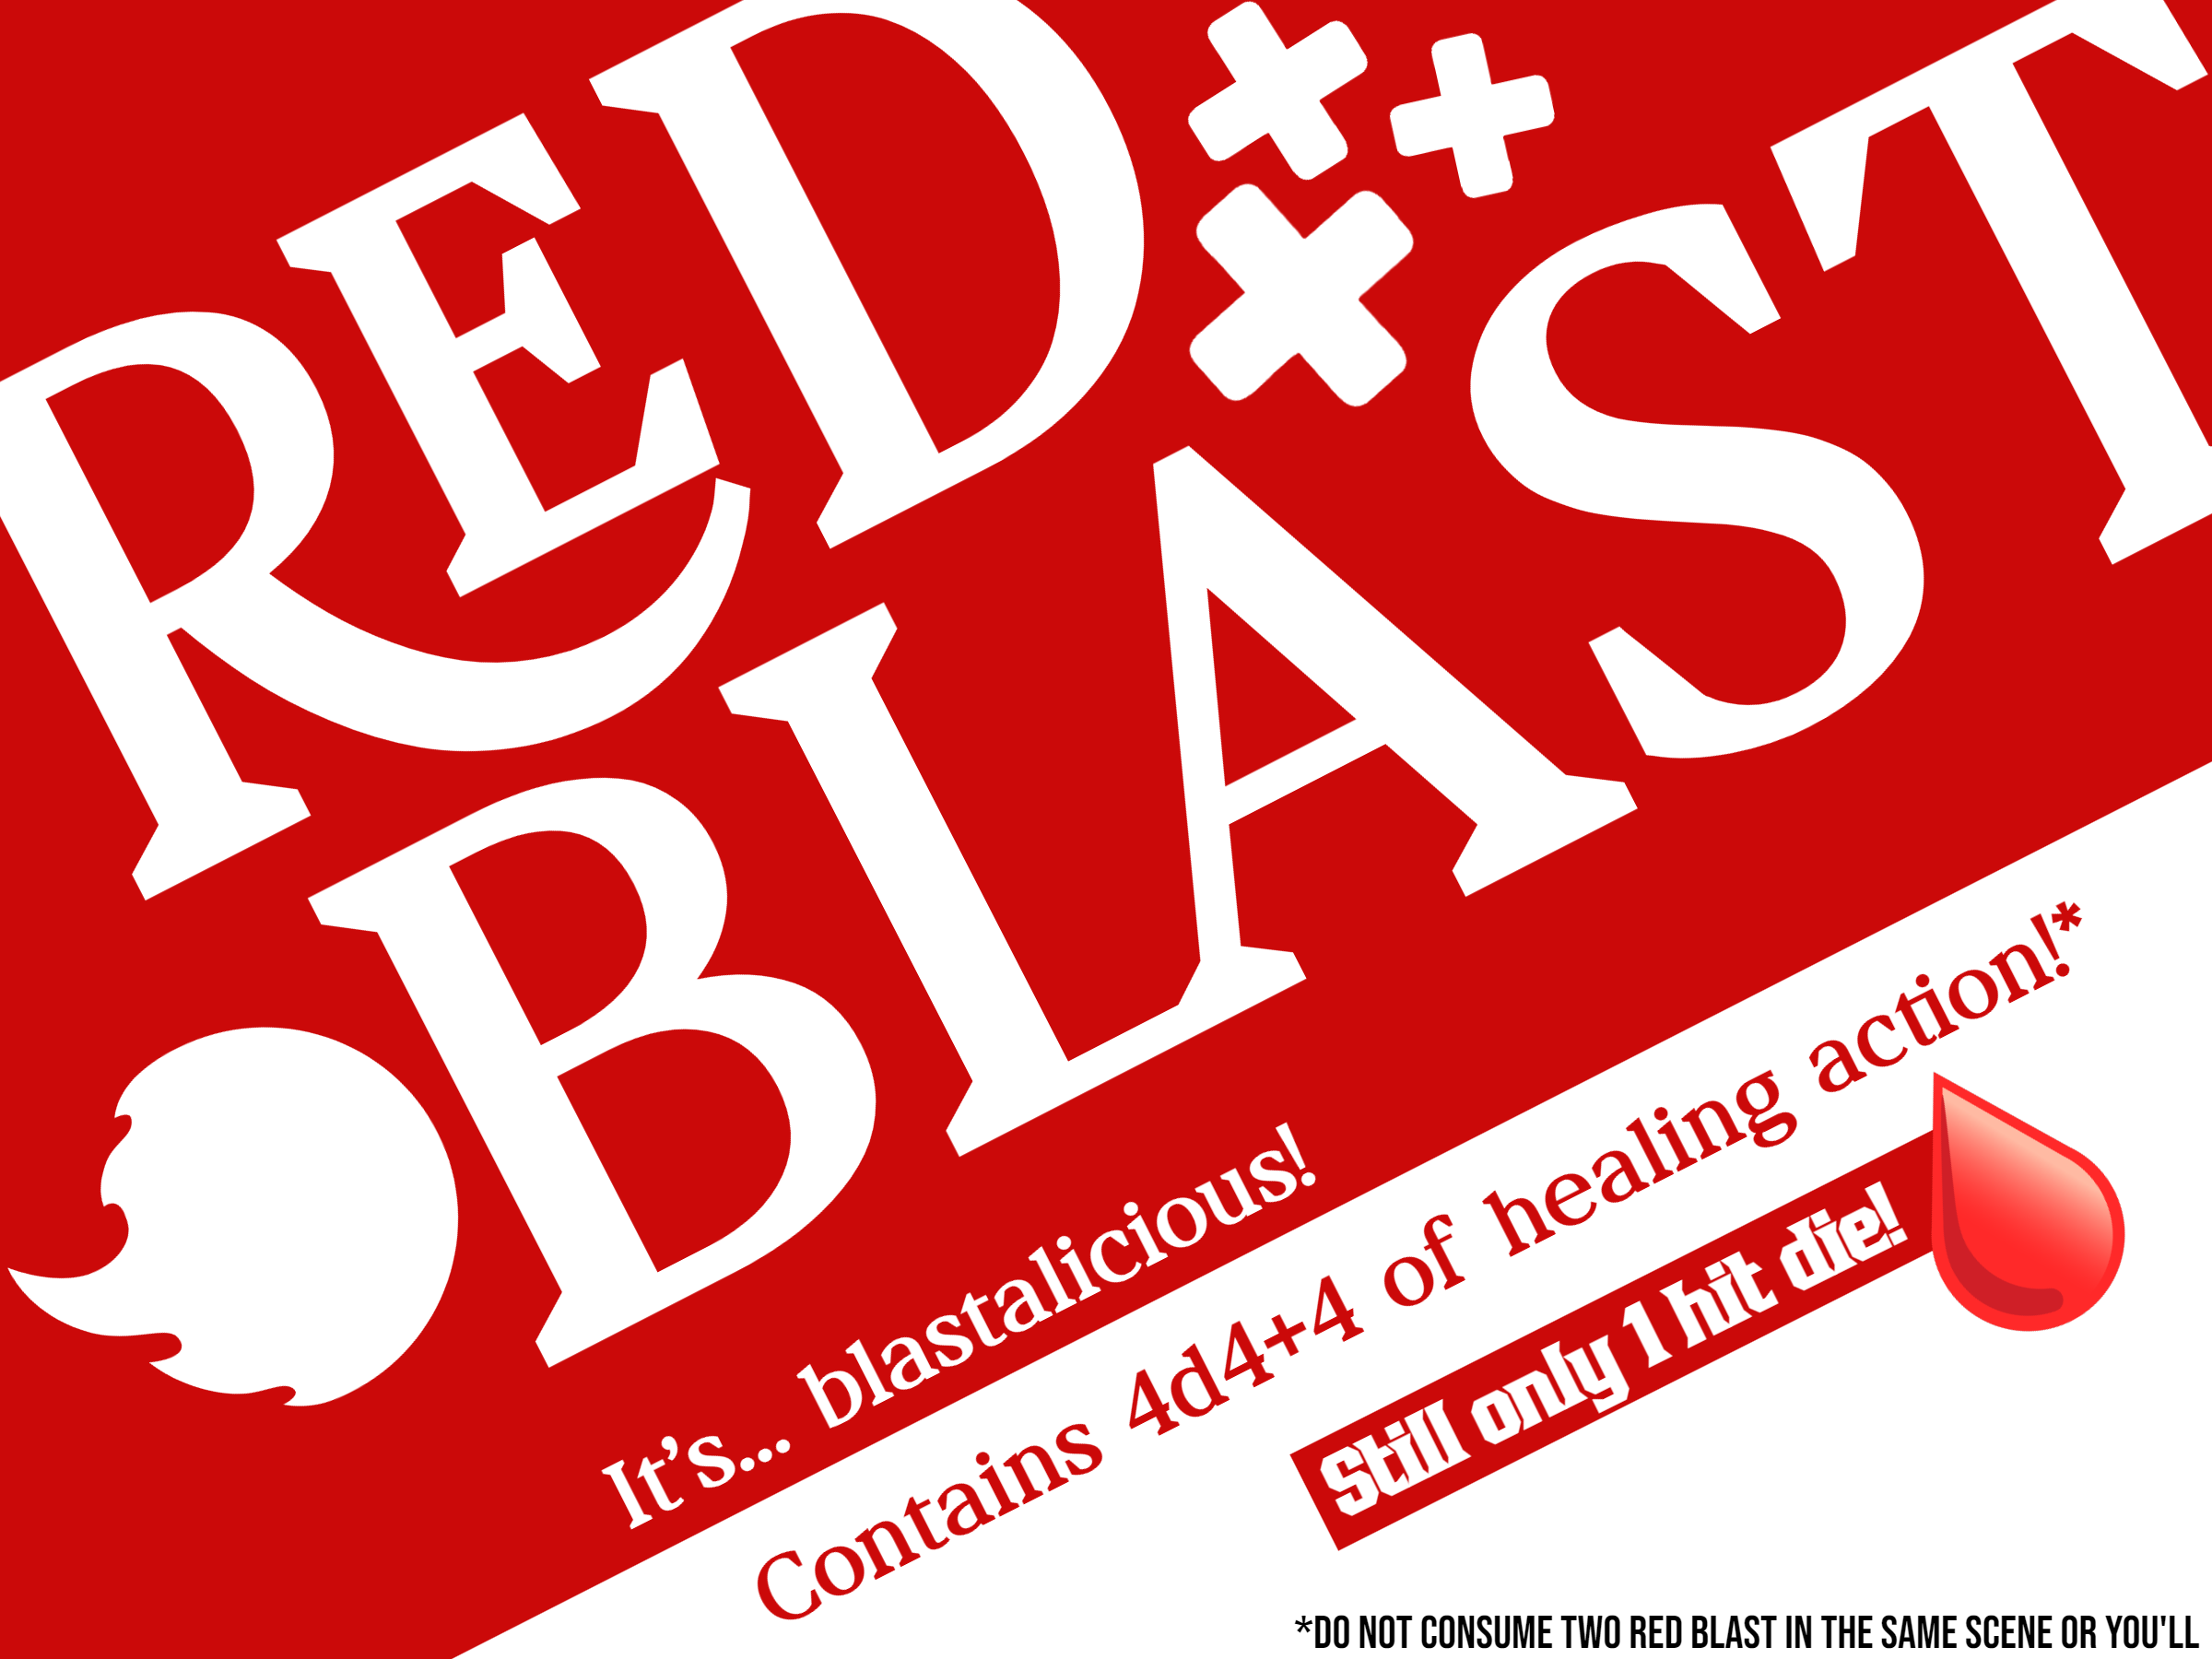 RED
BLAST
It's... blastalicious!
Contains 4d4+4 of healing action!*
Still only 1 hit die!
*DO NOT CONSUME TWO RED BLAST IN THE SAME SCENE OR YOU'LL